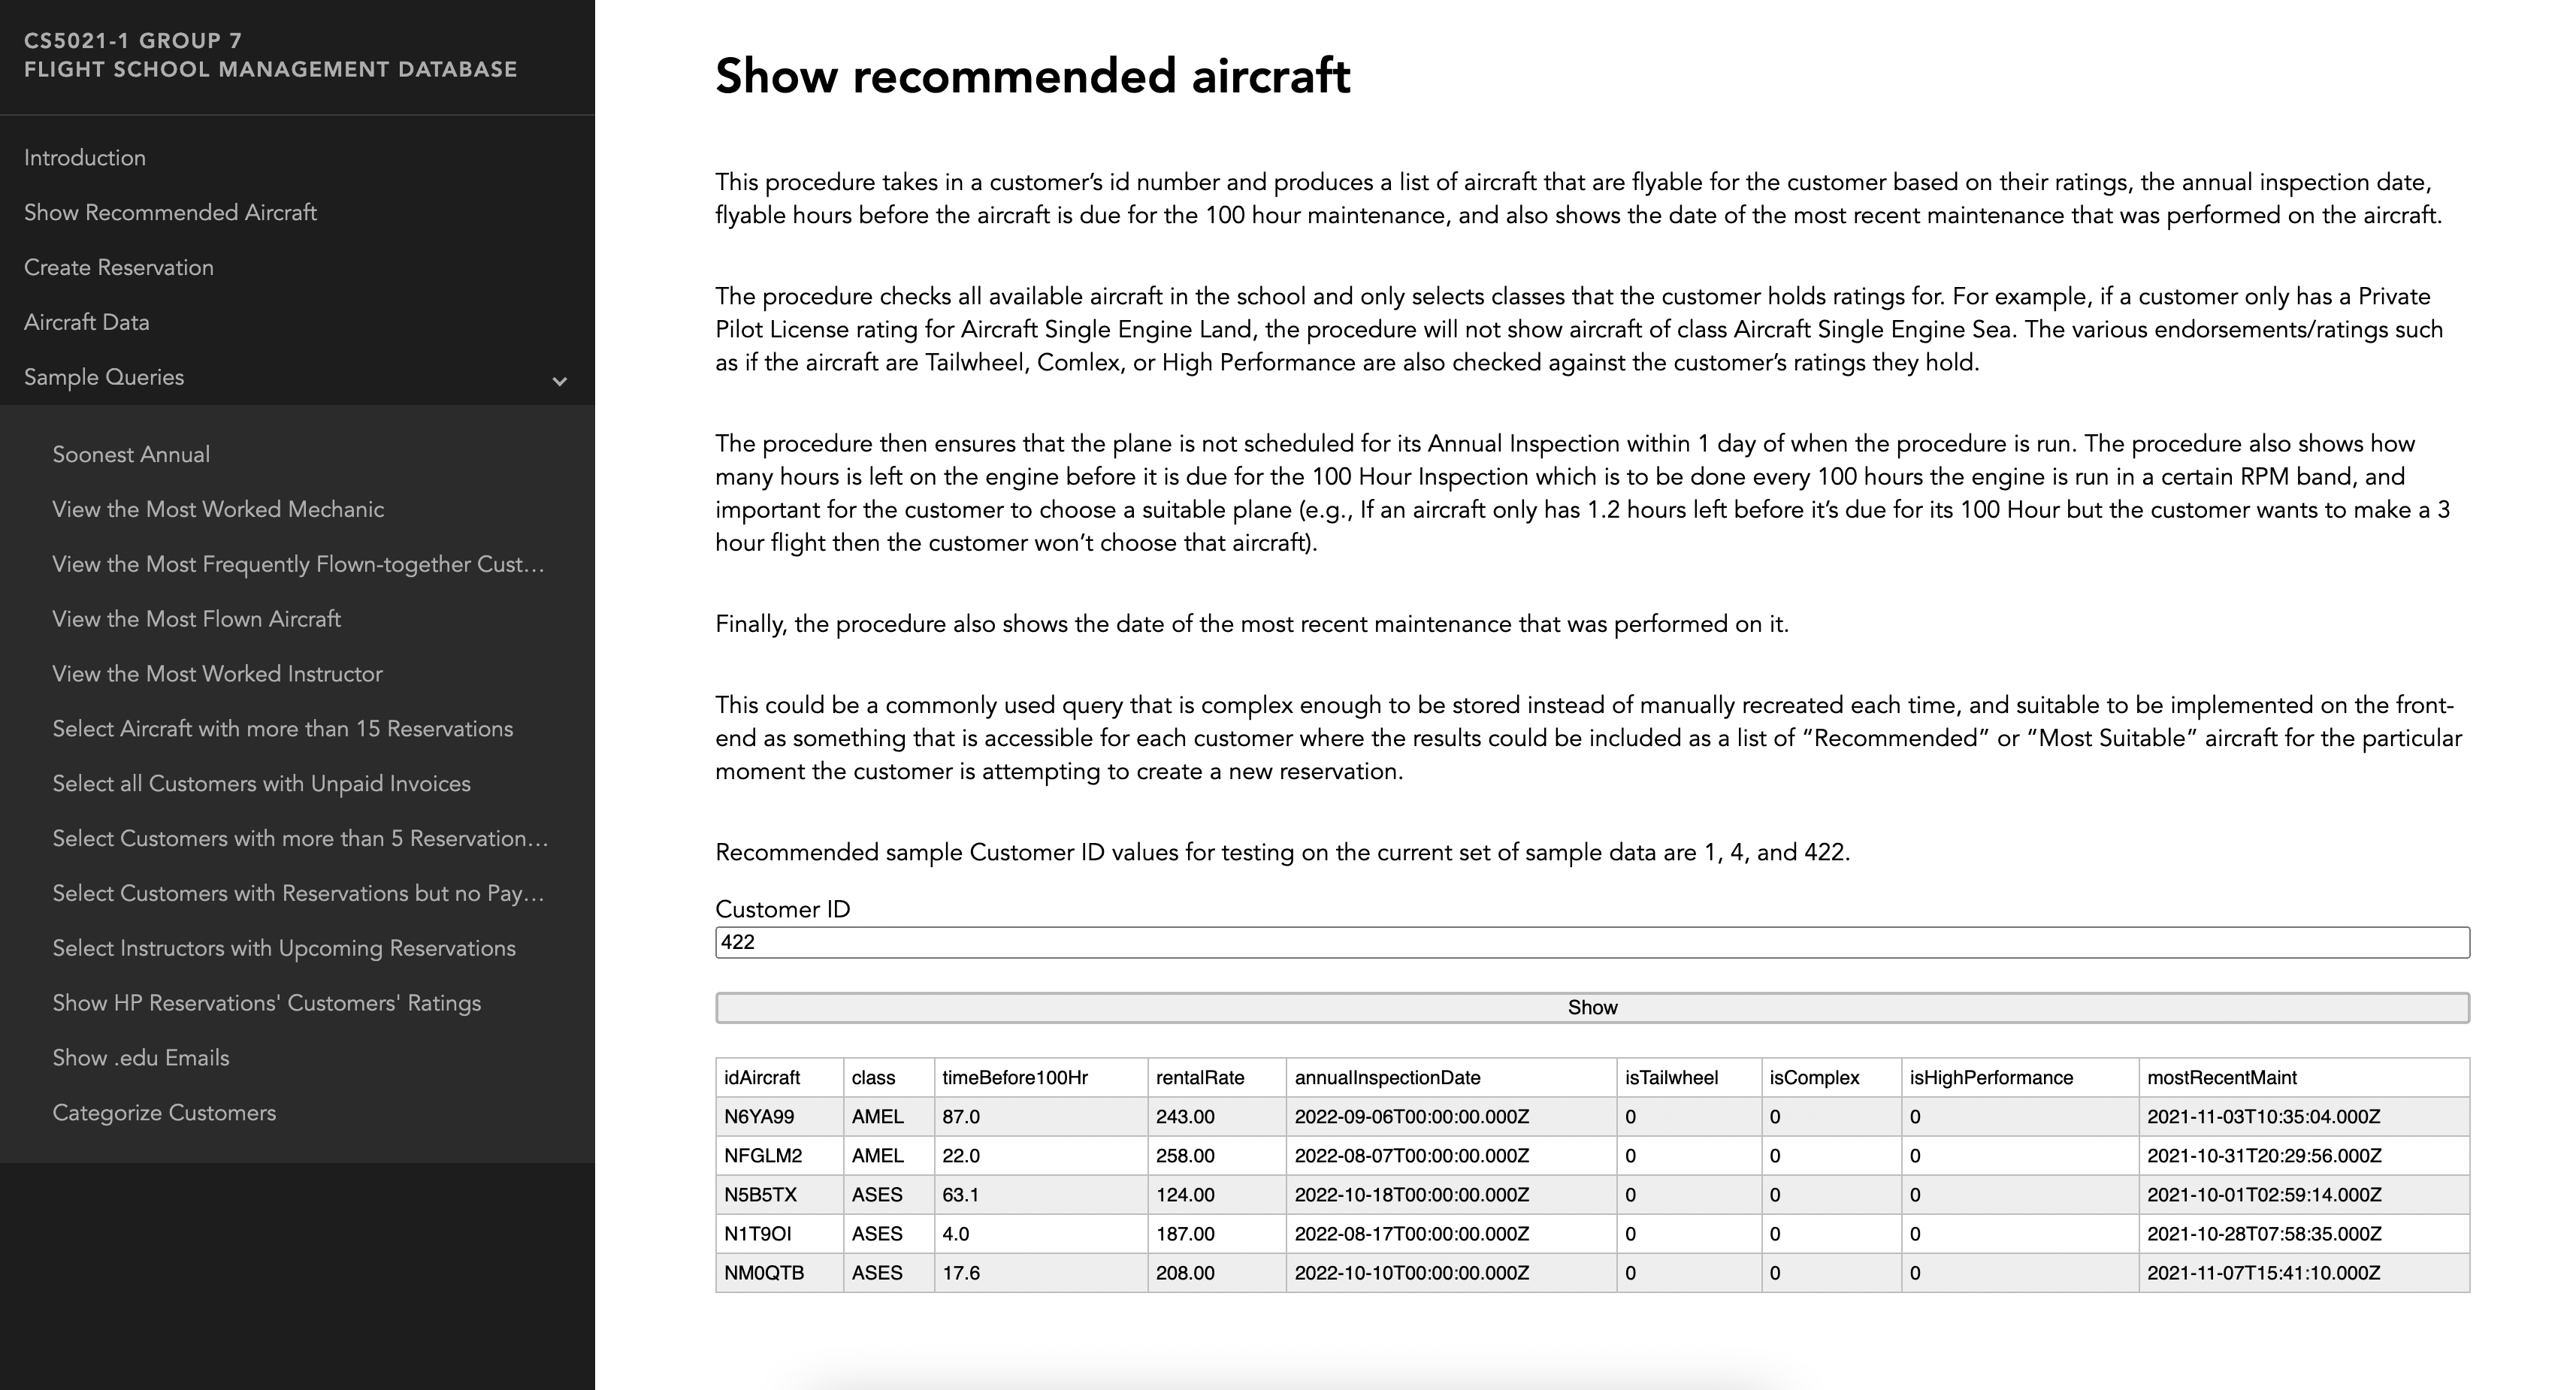 CS5021-1 GROUP 7
FLIGHT SCHOOL MANAGEMENT DATABASE
Introduction
Show Recommended Aircraft
Create Reservation
Aircraft Data
Sample Queries
Soonest Annual
View the Most Worked Mechanic
View the Most Frequently Flown-together Cust...
View the Most Flown Aircraft
View the Most Worked Instructor
Select Aircraft with more than 15 Reservations
Select all Customers with Unpaid Invoices
Select Customers with more than 5 Reservation...
Select Customers with Reservations but no Pay...
Select Instructors with Upcoming Reservations
Show HP Reservations' Customers' Ratings
Show .edu Emails
Categorize Customers
Show recommended aircraft
This procedure takes in a customer’s id number and produces a list of aircraft that are flyable for the customer based on their ratings, the annual inspection date,
flyable hours before the aircraft is due for the 100 hour maintenance, and also shows the date of the most recent maintenance that was performed on the aircraft.
The procedure checks all available aircraft in the school and only selects classes that the customer holds ratings for. For example, if a customer only has a Private
Pilot License rating for Aircraft Single Engine Land, the procedure will not show aircraft of class Aircraft Single Engine Sea. The various endorsements/ratings such
as if the aircraft are Tailwheel, Comlex, or High Performance are also checked against the customer’s ratings they hold.
The procedure then ensures that the plane is not scheduled for its Annual Inspection within 1 day of when the procedure is run. The procedure also shows how
many hours is left on the engine before it is due for the 100 Hour Inspection which is to be done every 100 hours the engine is run in a certain RPM band, and
important for the customer to choose a suitable plane (e.g., If an aircraft only has 1.2 hours left before it’s due for its 100 Hour but the customer wants to make a 3
hour flight then the customer won’t choose that aircraft).
Finally, the procedure also shows the date of the most recent maintenance that was performed on it.
This could be a commonly used query that is complex enough to be stored instead of manually recreated each time, and suitable to be implemented on the front-
end as something that is accessible for each customer where the results could be included as a list of “Recommended” or “Most Suitable” aircraft for the particular
moment the customer is attempting to create a new reservation.
Recommended sample Customer ID values for testing on the current set of sample data are 1, 4, and 422.
Customer ID
422
Show
idAircraft class timeBefore100Hr rentalRate annualInspectionDate isTailwheel isComplex isHighPerformance mostRecentMaint
N6YA99 AMEL 87.0 243.00 2022-09-06T00:00:00.000Z 0 0 0 2021-11-03T10:35:04.000Z
NFGLM2 AMEL 22.0 258.00 2022-08-07T00:00:00.000Z 0 0 0 2021-10-31T20:29:56.000Z
N5B5TX ASES 63.1 124.00 2022-10-18T00:00:00.000Z 0 0 0 2021-10-01T02:59:14.000Z
N1T9OI ASES 4.0 187.00 2022-08-17T00:00:00.000Z 0 0 0 2021-10-28T07:58:35.000Z
NM0QTB ASES 17.6 208.00 2022-10-10T00:00:00.000Z 0 0 0 2021-11-07T15:41:10.000Z